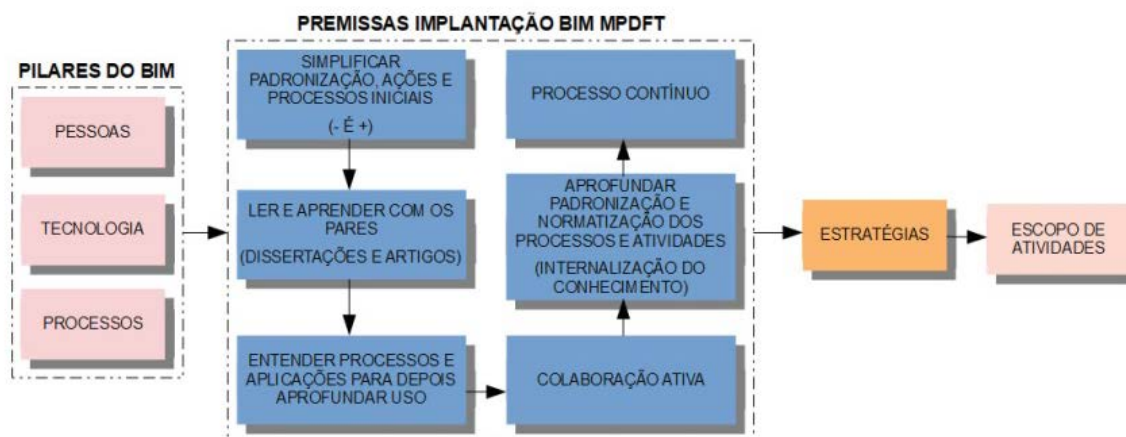 PILARES DO BIM
PESSOAS
TECNOLOGIA
PROCESSOS
PREMISSAS IMPLANTAÇÃO BIM MPDFT
SIMPLIFICAR
PADRONIZAÇÃO, AÇÕES E
PROCESSOS INICIAIS
(- É +)
LER E APRENDER COM OS
PARES
(DISSERTAÇÕES E ARTIGOS)
ENTENDER PROCESSOS E
APLICAÇÕES PARA DEPOIS
APROFUNDAR USO
COLABORAÇÃO ATIVA
APROFUNDAR
PADRONIZAÇÃO E
NORMATIZAÇÃO DOS
PROCESSOS E ATIVIDADES
(INTERNALIZAÇÃO DO
CONHECIMENTO)
PROCESSO CONTÍNUO
ESTRATÉGIAS
ESCOPO DE
ATIVIDADES